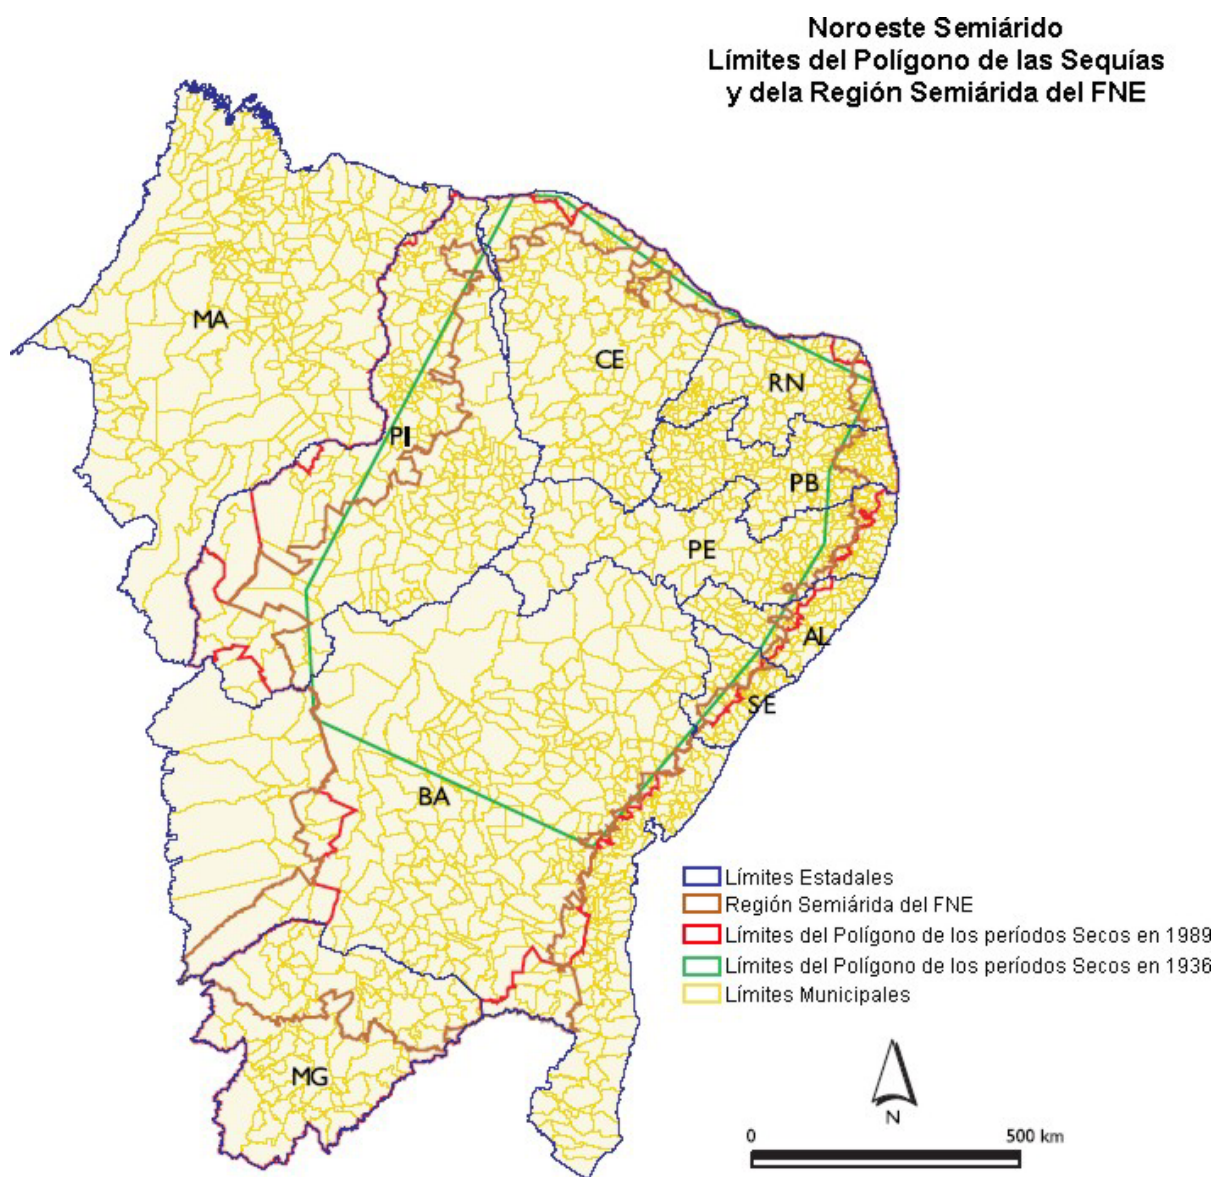 Noroeste Semiárido
Límites del Polígono de las Sequías
y dela Región Semiárida del FNE
MA
CE
RN
PI
PB
PE
AL
SE
BA
MG
Límites Estadales
Región Semiárida del FNE
Límites del Polígono de los períodos Secos en 1989
Límites del Polígono de los períodos Secos en 1936
Límites Municipales
N
0 500 km